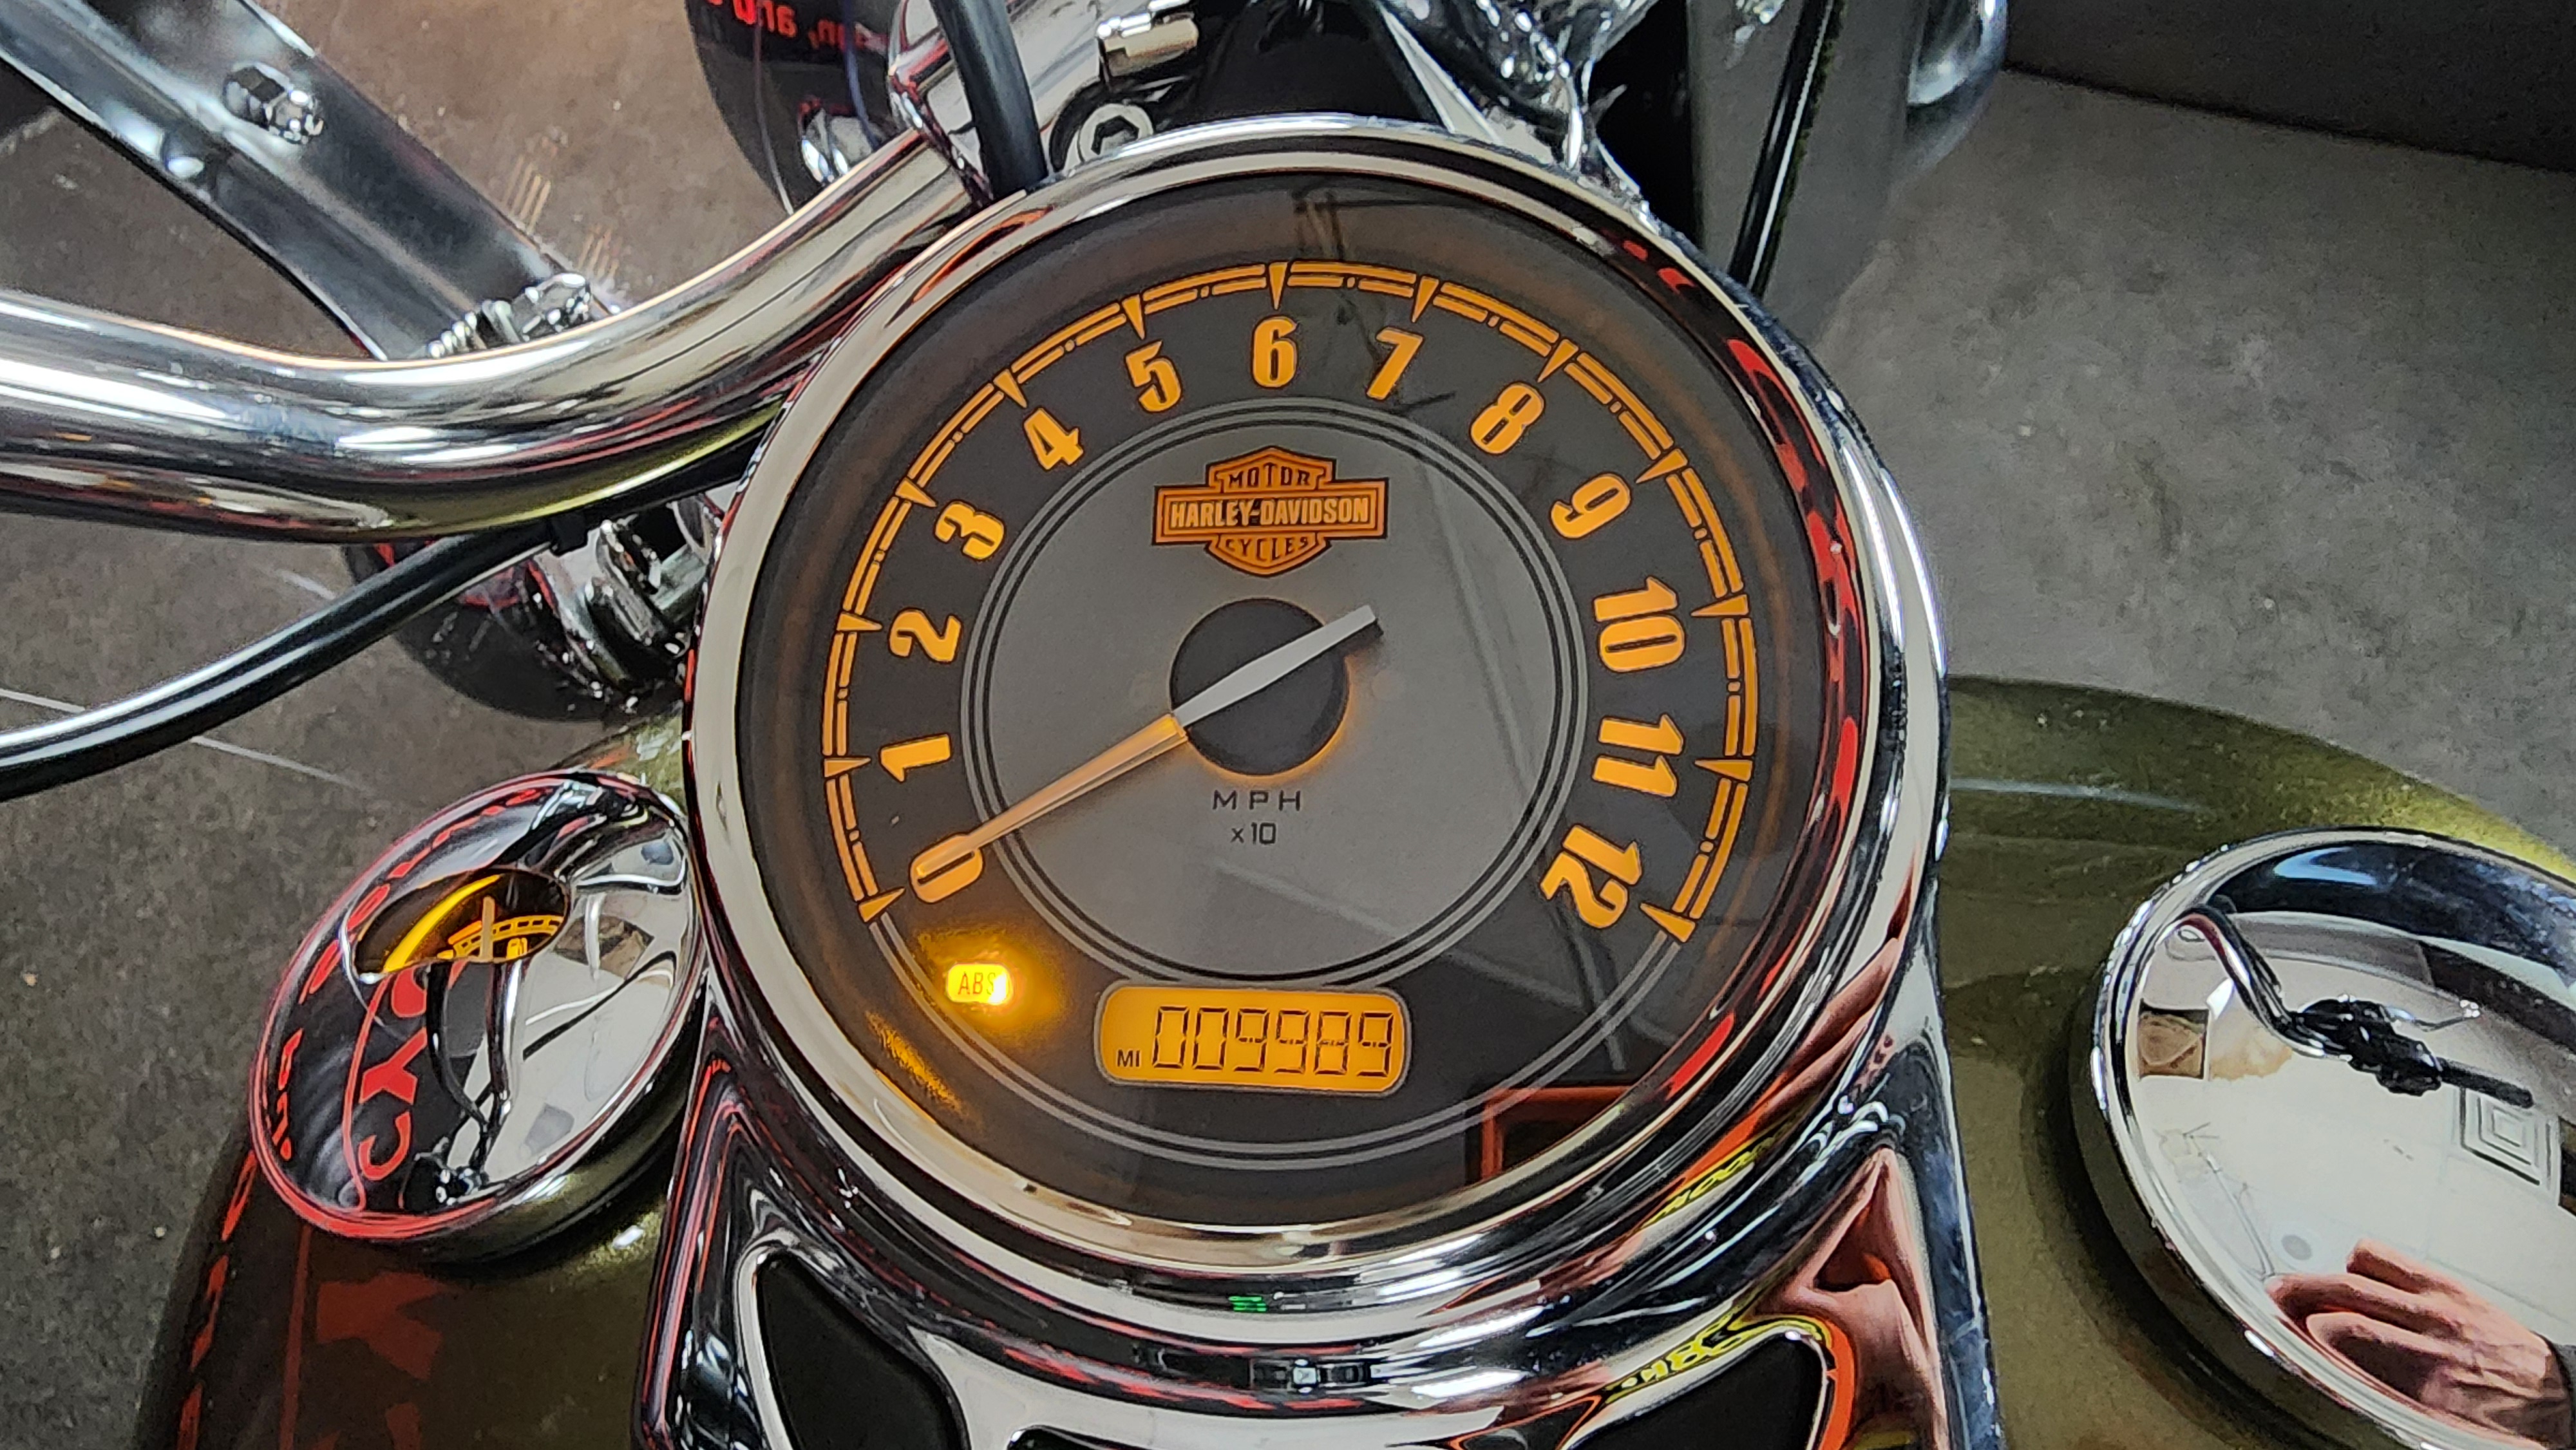 0
1
2
3
4
5
6
7
8
9
10
11
12
MOTOR
HARLEY-DAVIDSON
CYCLES
MPH
x10
ABS
MI 009989